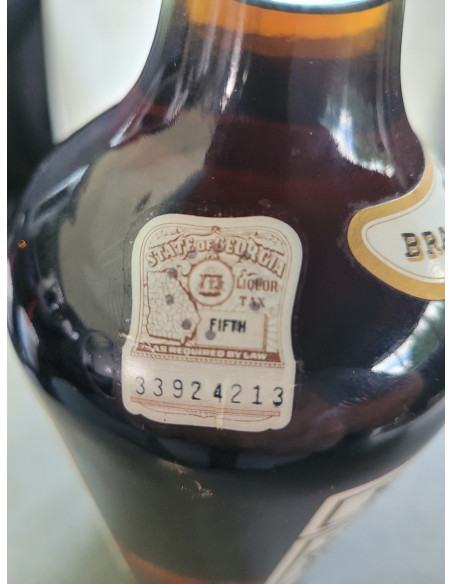 STATE OF GEORGIA
LIQUOR
TAX
FIFTH
AS REQUIRED BY LAW
33924213
BRA